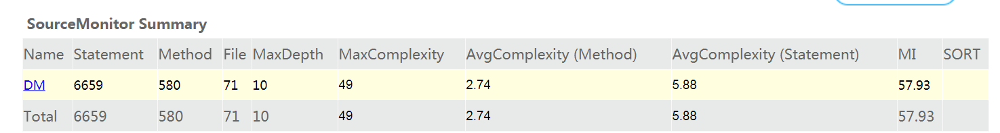 SourceMonitor Summary
Name Statement Method File MaxDepth MaxComplexity AvgComplexity (Method) AvgComplexity (Statement) MI SORT
DM 6659 580 71 10 49 2.74 5.88 57.93
Total 6659 580 71 10 49 2.74 5.88 57.93